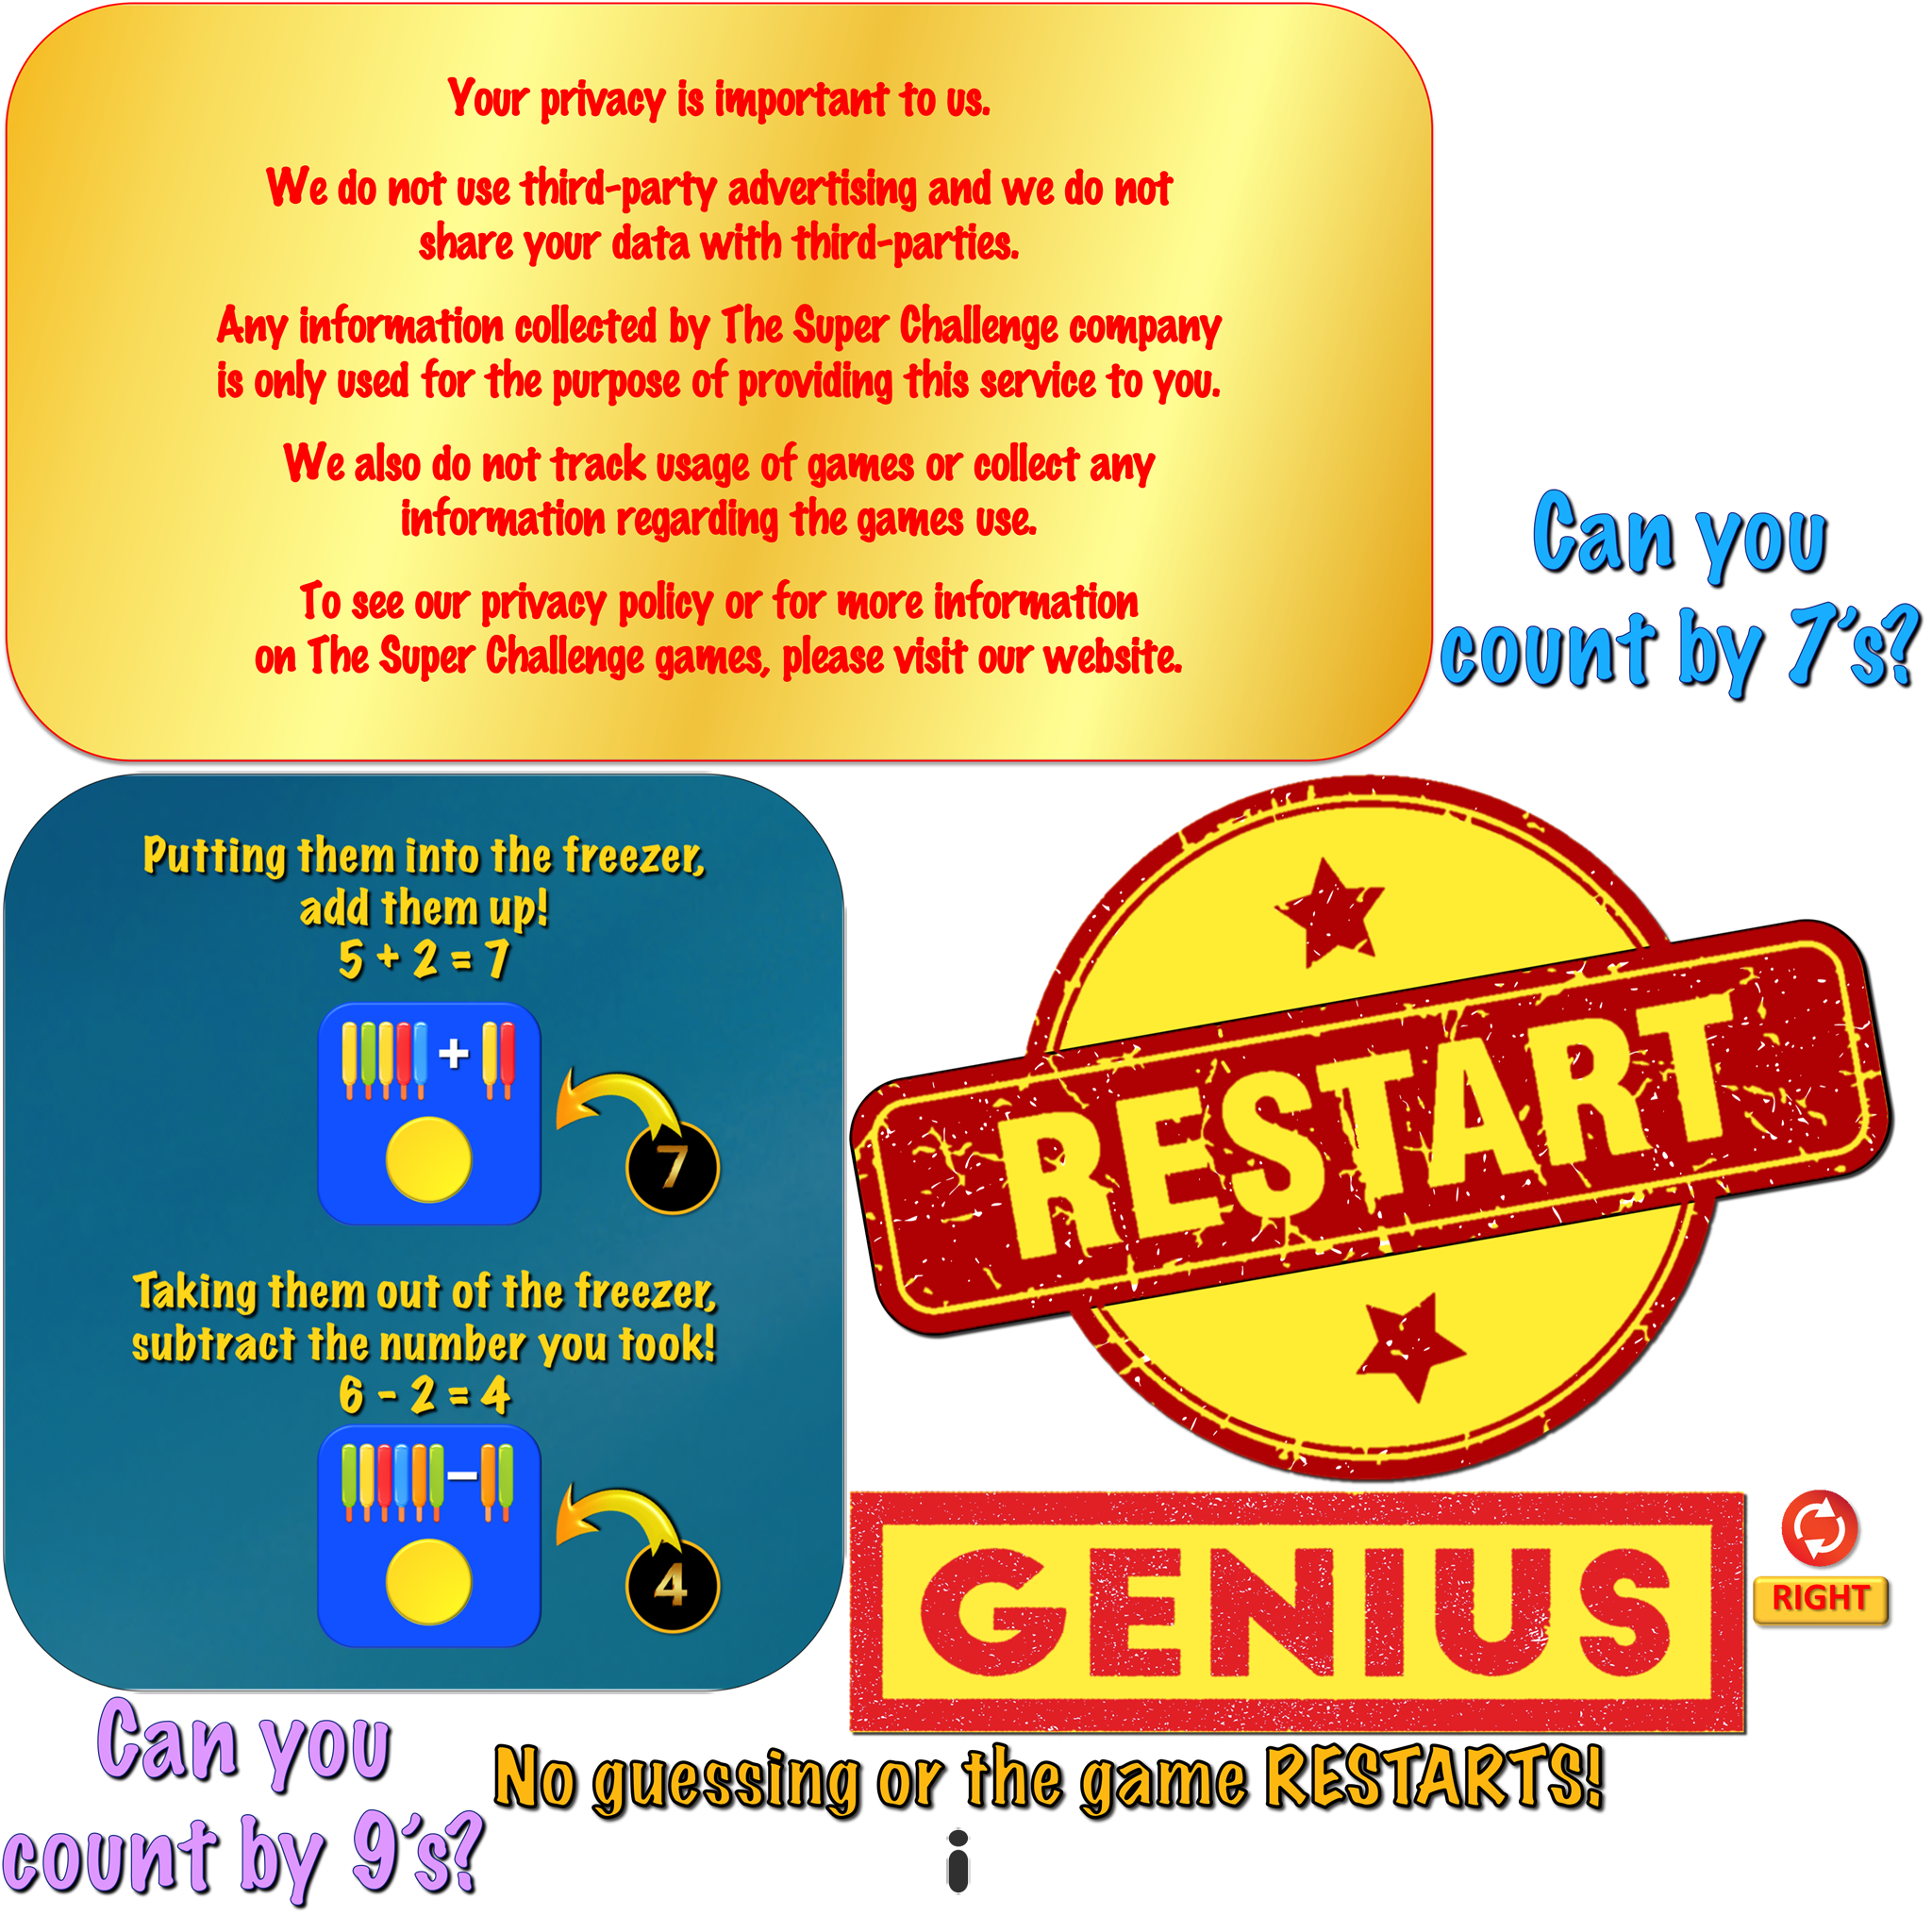 Your privacy is important to us.
We do not use third-party advertising and we do not
share your data with third-parties.
Any information collected by The Super Challenge company
is only used for the purpose of providing this service to you.
We also do not track usage of games or collect any
information regarding the games use.
To see our privacy policy or for more information
on The Super Challenge games, please visit our website.
Can you
count by 7's?
Putting them into the freezer,
add them up!
5 + 2 = 7
+
7
Taking them out of the freezer,
subtract the number you took!
6 - 2 = 4
-
4
RESTART
GENIUS
RIGHT
Can you
count by 9's?
No guessing or the game RESTARTS!
i